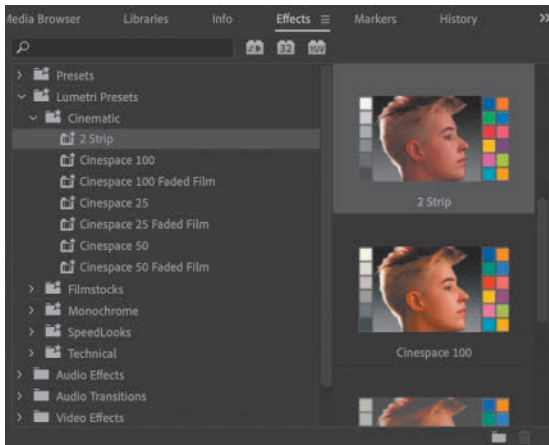 Media Browser Libraries Info Effects Markers History
32 YUV
Presets
Lumetri Presets
Cinematic
2 Strip
Cinespace 100
Cinespace 100 Faded Film
Cinespace 25
Cinespace 25 Faded Film
Cinespace 50
Cinespace 50 Faded Film
Filmstocks
Monochrome
SpeedLooks
Technical
Audio Effects
Audio Transitions
Video Effects
2 Strip
Cinespace 100